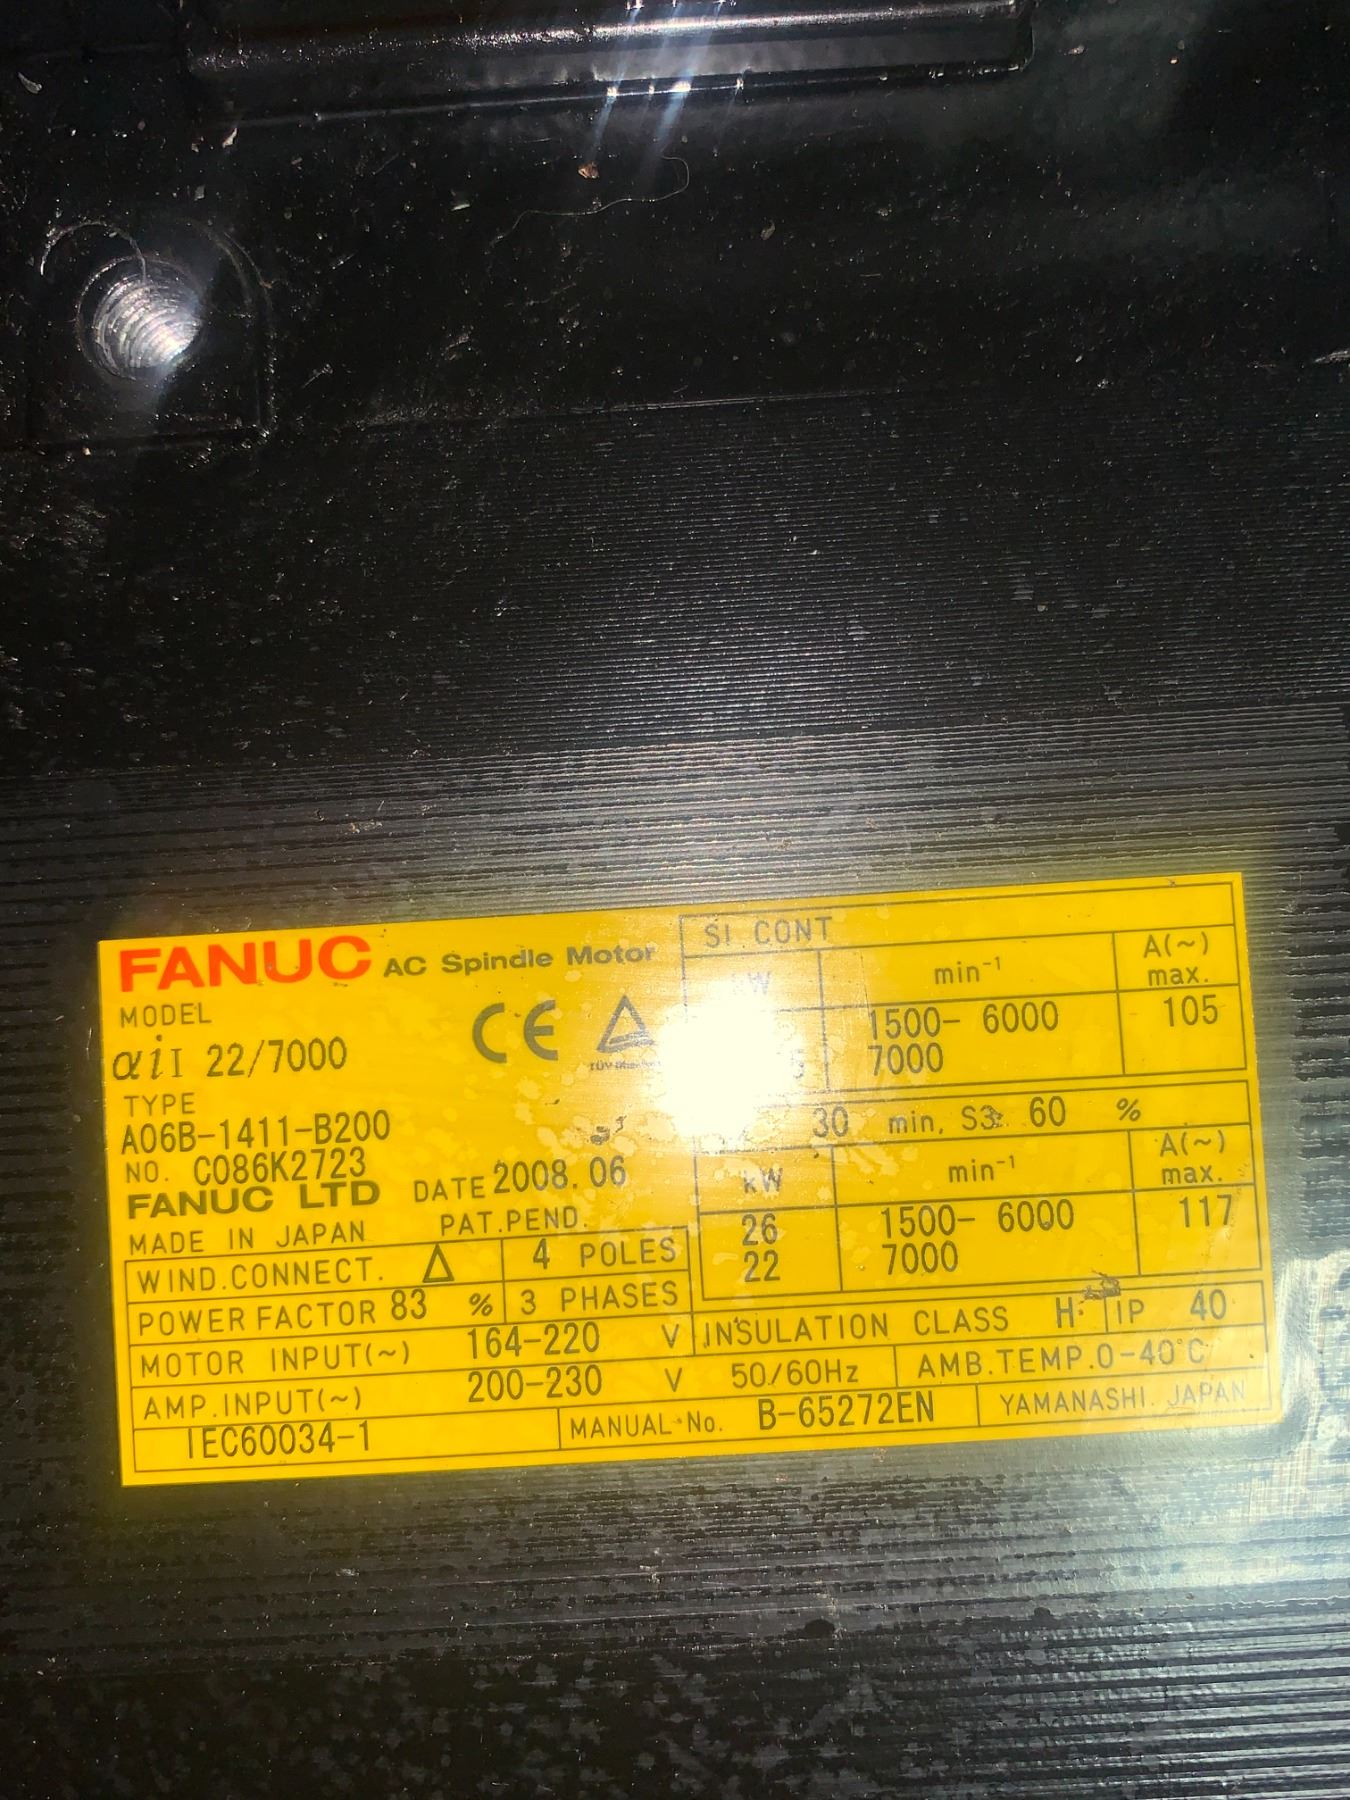 FANUC AC Spindle Motor
MODEL
αiI 22/7000
TYPE
A06B-1411-B200
NO. C086K2723
FANUC LTD DATE 2008.06
MADE IN JAPAN PAT.PEND.
WIND.CONNECT. Δ 4 POLES
POWER FACTOR 83 % 3 PHASES
MOTOR INPUT(~) 164-220 V
AMP.INPUT(~) 200-230 V 50/60Hz
IEC60034-1
CE
TÜV
S1 CONT
kW min-1 A(~) max.
1500- 6000 105
7000
30 min, S3: 60 %
kW min-1 A(~) max.
26 1500- 6000 117
22 7000
INSULATION CLASS H IP 40
AMB.TEMP.0-40°C
MANUAL No. B-65272EN YAMANASHI JAPAN